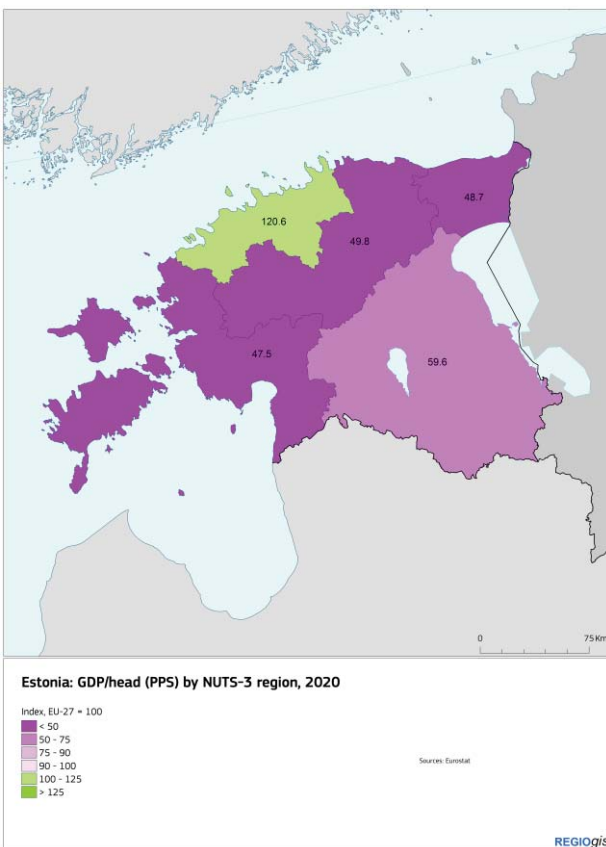 120.6
48.7
49.8
47.5
59.6
0 75 Km
Estonia: GDP/head (PPS) by NUTS-3 region, 2020
Index, EU-27 = 100
< 50
50 - 75
75 - 90
90 - 100
100 - 125
> 125
Sources: Eurostat
REGIOgis